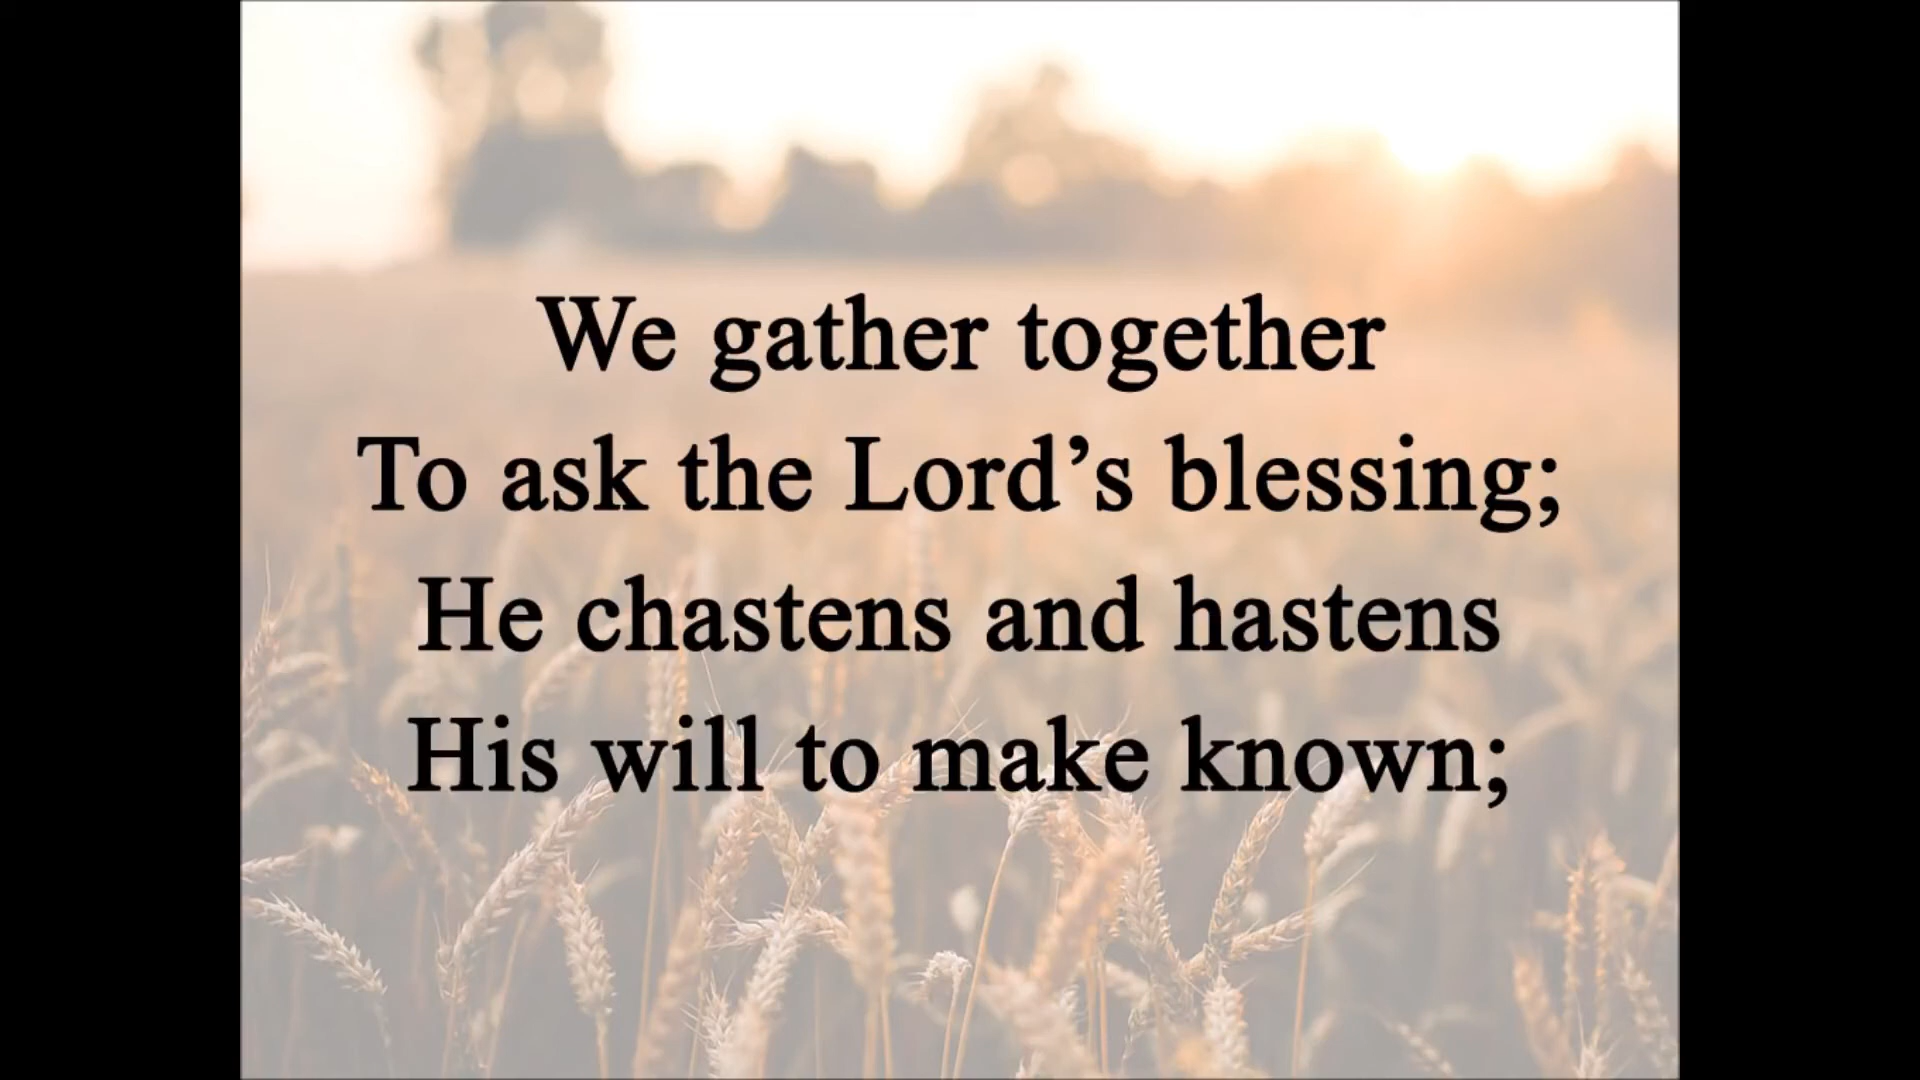 We gather together
To ask the Lord’s blessing;
He chastens and hastens
His will to make known;